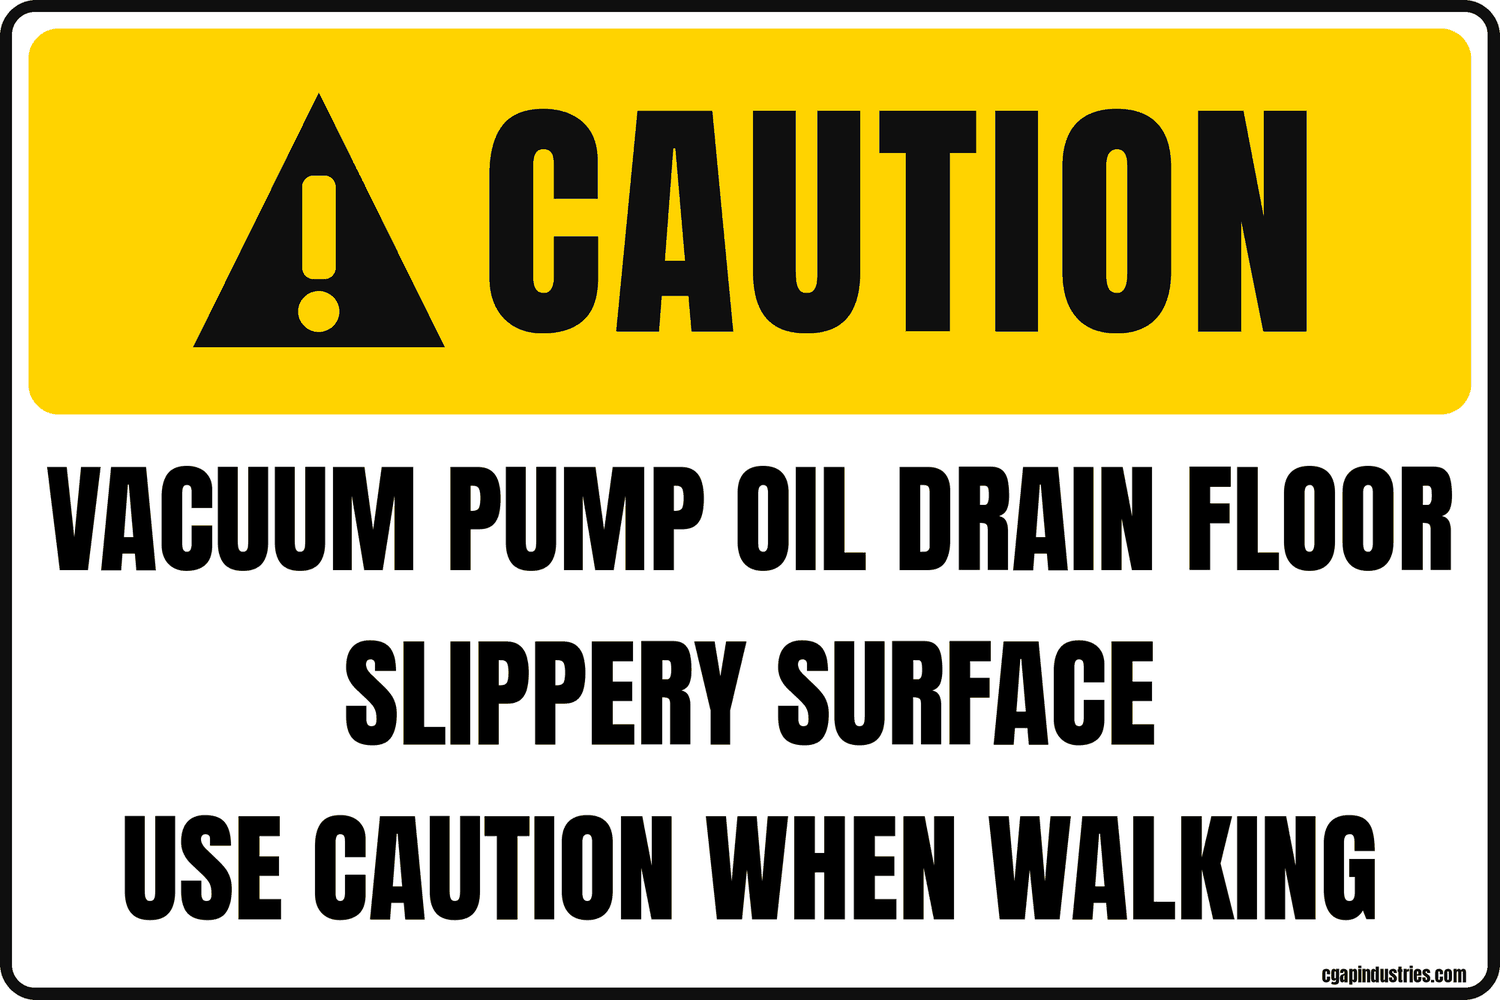 CAUTION
VACUUM PUMP OIL DRAIN FLOOR
SLIPPERY SURFACE
USE CAUTION WHEN WALKING
cgapindustries.com